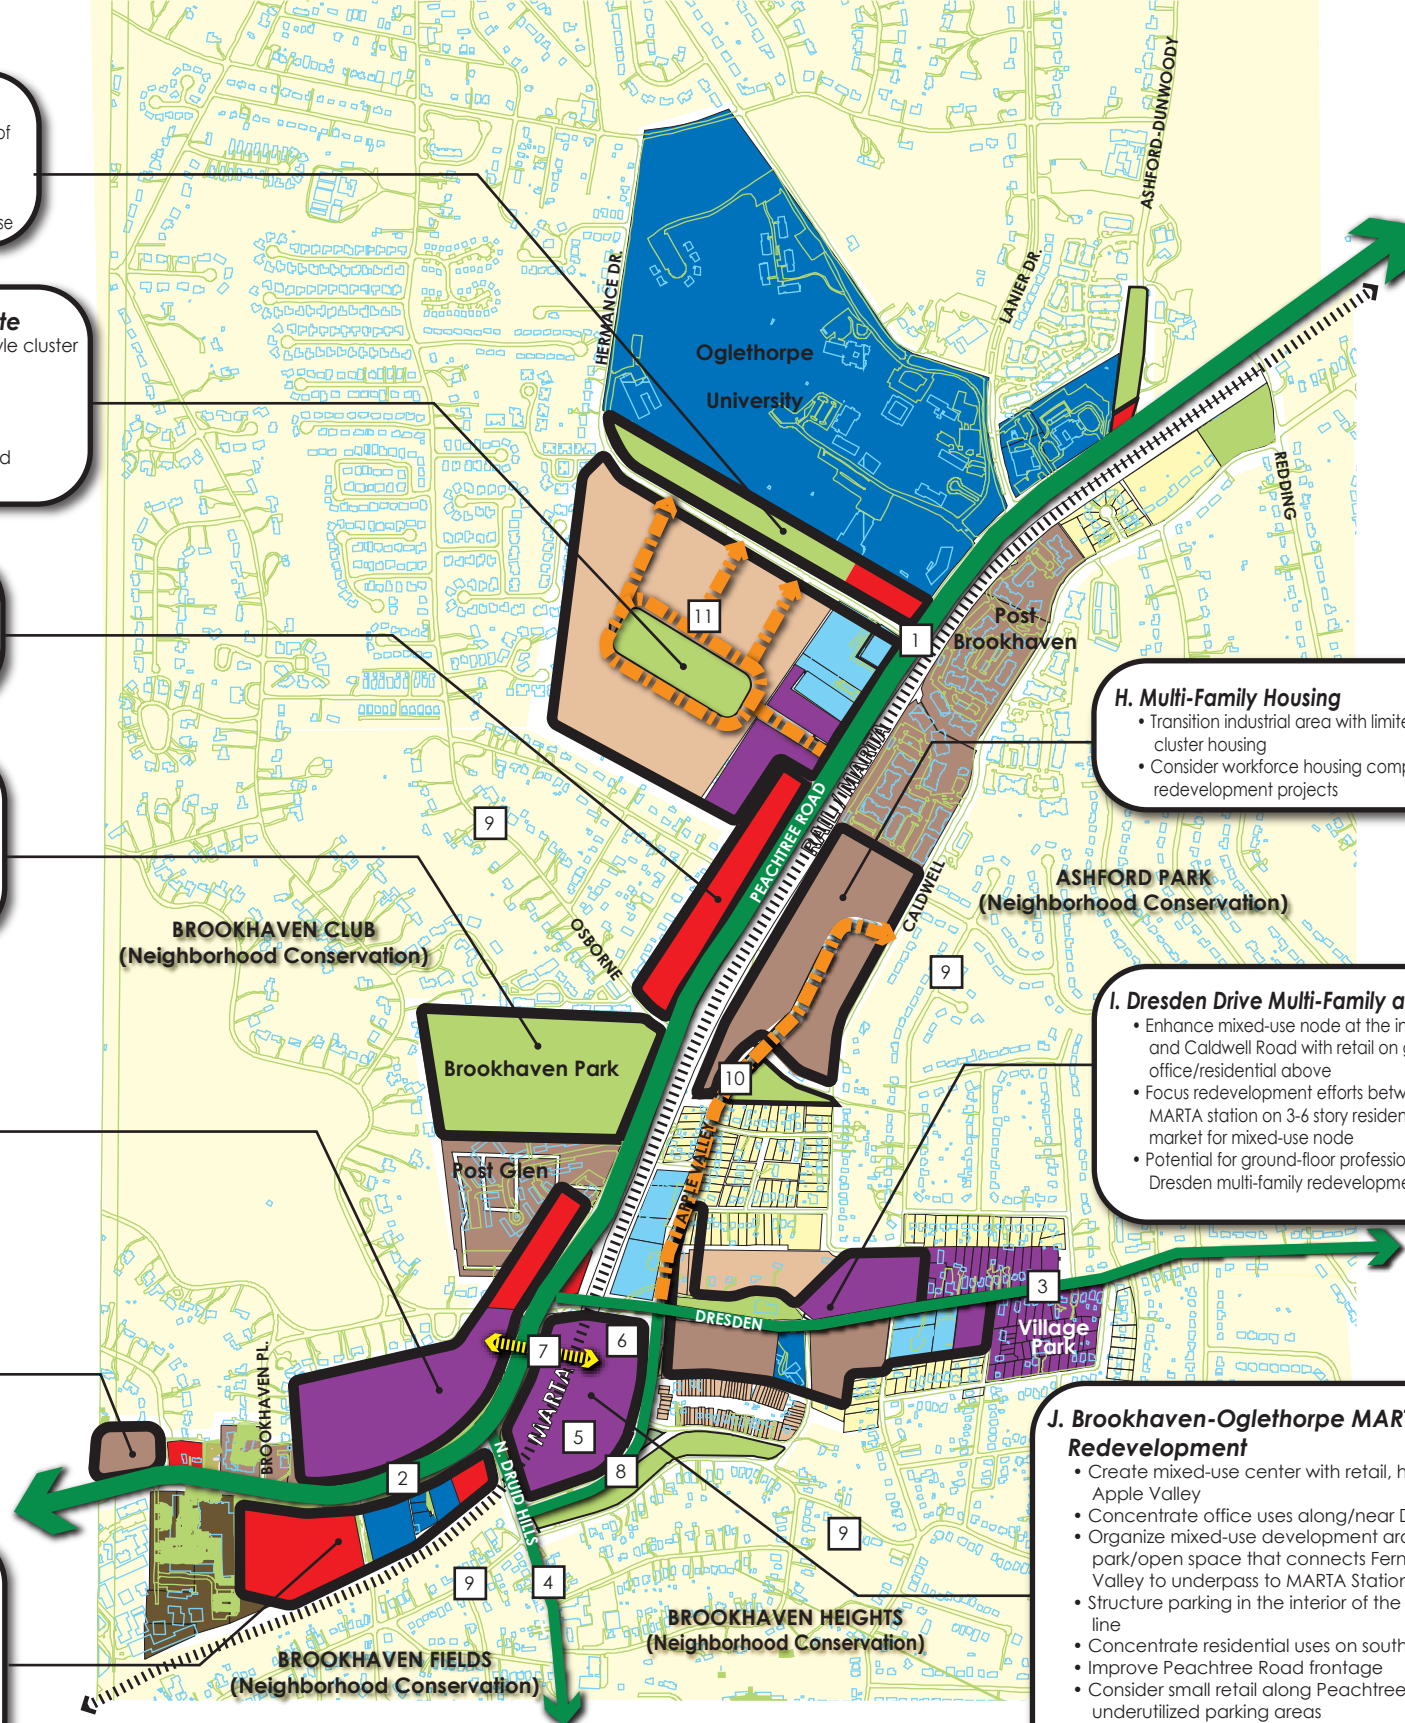 of
se
te
yle cluster
d
ASHFORD-DUNWOODY
LANIER DR.
HERMANCE DR.
Oglethorpe
University
REDDING
11
1
Post
Brookhaven
H. Multi-Family Housing
• Transition industrial area with limite
cluster housing
• Consider workforce housing comp
redevelopment projects
PEACHTREE ROAD
RAIL/MARTA
9
CALDWELL
ASHFORD PARK
(Neighborhood Conservation)
BROOKHAVEN CLUB
(Neighborhood Conservation)
OSBORNE
9
I. Dresden Drive Multi-Family a
• Enhance mixed-use node at the in
and Caldwell Road with retail on g
office/residential above
• Focus redevelopment efforts betw
MARTA station on 3-6 story residen
market for mixed-use node
• Potential for ground-floor professio
Dresden multi-family redevelopme
Brookhaven Park
10
Post Glen
APPLE VALLEY
3
DRESDEN
Village
Park
7
6
MARTA
5
8
BROOKHAVEN PL.
2
N. DRUID HILLS
J. Brookhaven-Oglethorpe MART
Redevelopment
• Create mixed-use center with retail, h
Apple Valley
• Concentrate office uses along/near D
• Organize mixed-use development aro
park/open space that connects Fern
Valley to underpass to MARTA Station
• Structure parking in the interior of the
line
• Concentrate residential uses on south
• Improve Peachtree Road frontage
• Consider small retail along Peachtree
underutilized parking areas
9
9
4
BROOKHAVEN HEIGHTS
(Neighborhood Conservation)
BROOKHAVEN FIELDS
(Neighborhood Conservation)